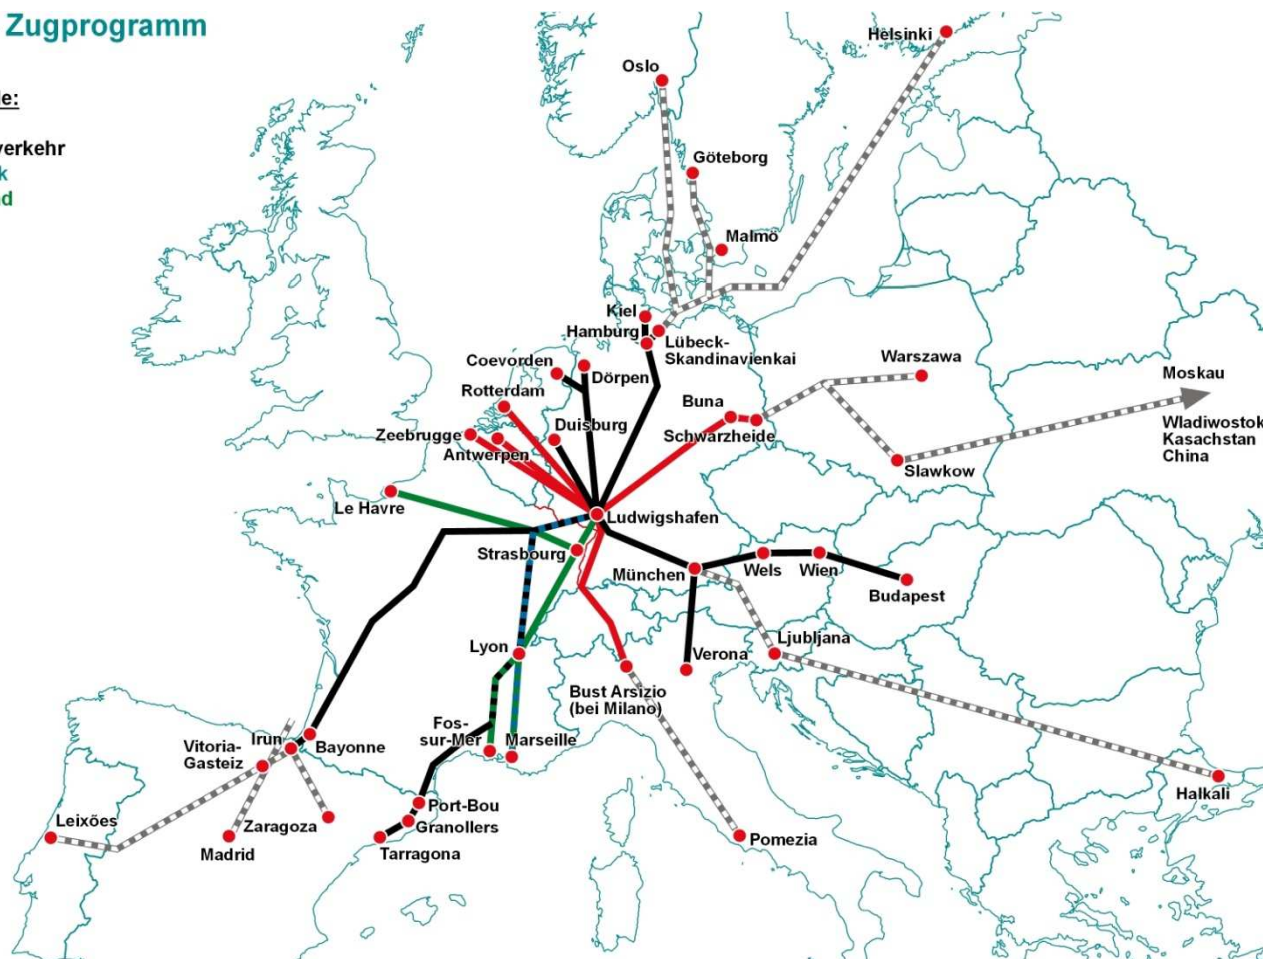 Zugprogramm
Helsinki
Oslo
Göteborg
Malmö
Kiel
Hamburg
Lübeck-
Skandinavienkai
Coevorden
Dörpen
Rotterdam
Warszawa
Moskau
Wladiwostok
Kasachstan
China
Buna
Schwarzheide
Duisburg
Zeebrugge
Antwerpen
Slawkow
Le Havre
Ludwigshafen
Strasbourg
München
Wels
Wien
Budapest
Lyon
Verona
Ljubljana
Bust Arsizio
(bei Milano)
Fos-
sur-Mer
Marseille
Irun
Bayonne
Vitoria-
Gasteiz
Halkali
Port-Bou
Granollers
Tarragona
Zaragoza
Madrid
Leixões
Pomezia